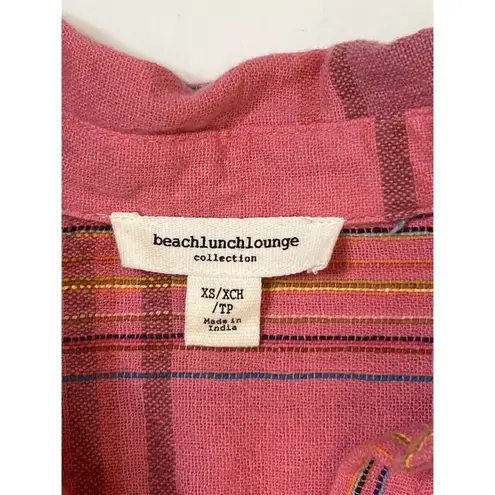 beachlunchlounge
collection
XS/XCH
/TP
Made in
India